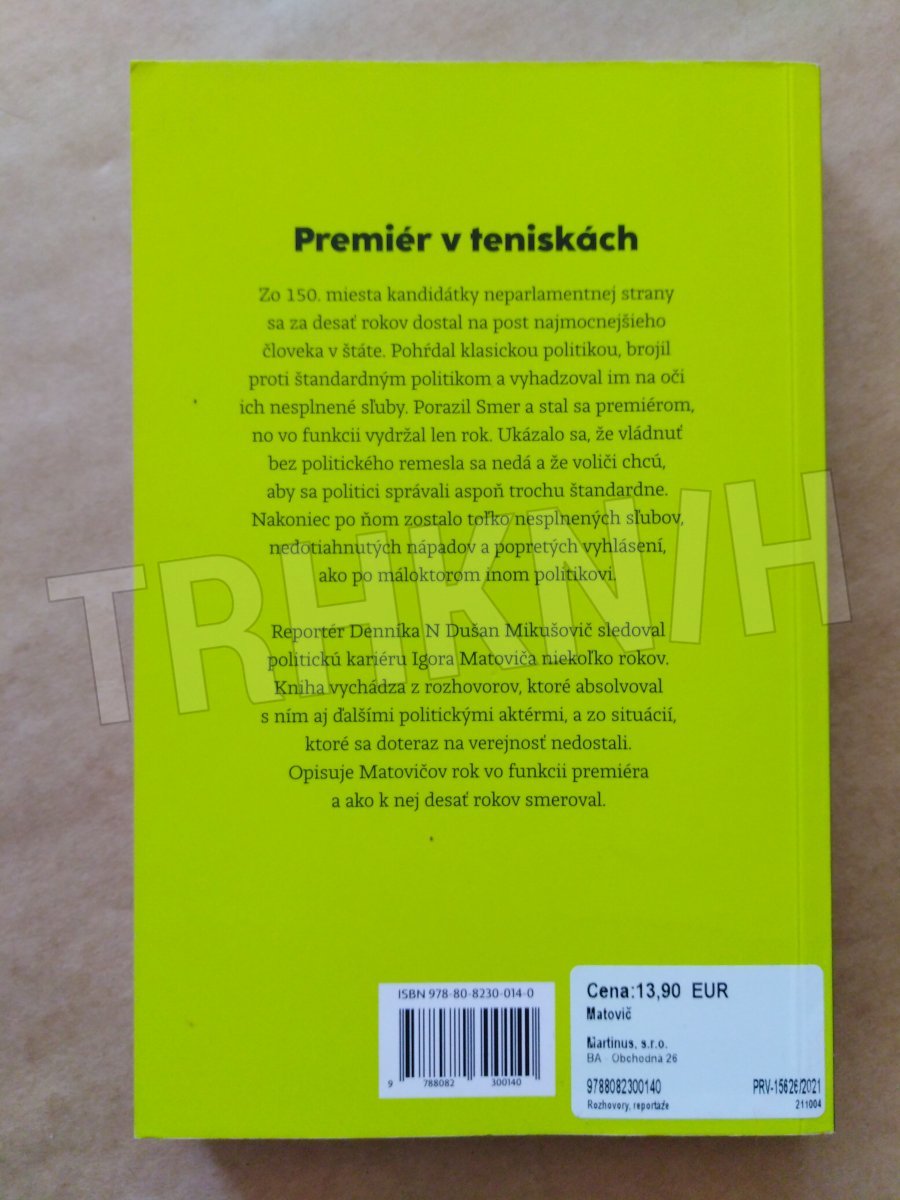 Premiér v teniskách
Zo 150. miesta kandidátky neparlamentnej strany
sa za desať rokov dostal na post najmocnejšieho
človeka v štáte. Pohŕdal klasickou politikou, brojil
proti štandardným politikom a vyhadzoval im na oči
ich nesplnené sľuby. Porazil Smer a stal sa premiérom,
no vo funkcii vydržal len rok. Ukázalo sa, že vládnuť
bez politického remesla sa nedá a že voliči chcú,
aby sa politici správali aspoň trochu štandardne.
Nakoniec po ňom zostalo toľko nesplnených sľubov,
nedotiahnutých nápadov a popretých vyhlásení,
ako po máloktorom inom politikovi.
TRHKNIH
Reportér Denníka N Dušan Mikušovič sledoval
politickú kariéru Igora Matoviča niekoľko rokov.
Kniha vychádza z rozhovorov, ktoré absolvoval
s ním aj ďalšími politickými aktérmi, a zo situácií,
ktoré sa doteraz na verejnosť nedostali.
Opisuje Matovičov rok vo funkcii premiéra
a ako k nej desať rokov smeroval.
ISBN 978-80-8230-014-0
9 788082 300140
Cena:13,90 EUR
Matovič
Martinus, s.r.o.
BA - Obchodná 26
9788082300140 PRV-15626/2021
Rozhovory, reportáže 211004